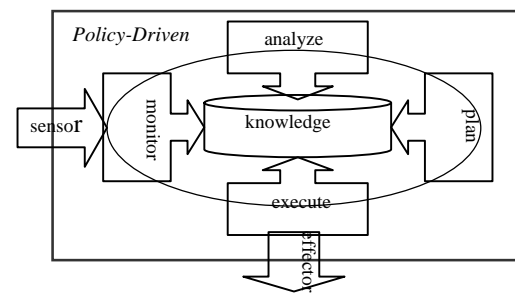 Policy-Driven
analyze
sensor
monitor
knowledge
plan
execute
effector